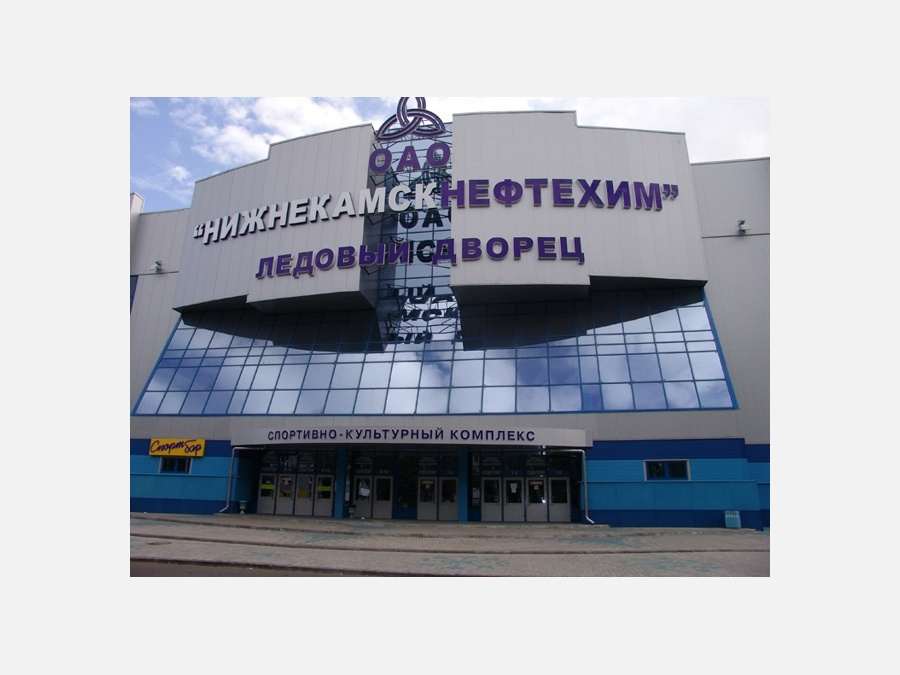 ОАО
“НИЖНЕКАМСКНЕФТЕХИМ”
ЛЕДОВЫЙ ДВОРЕЦ
СПОРТИВНО-КУЛЬТУРНЫЙ КОМПЛЕКС
Спорт бар